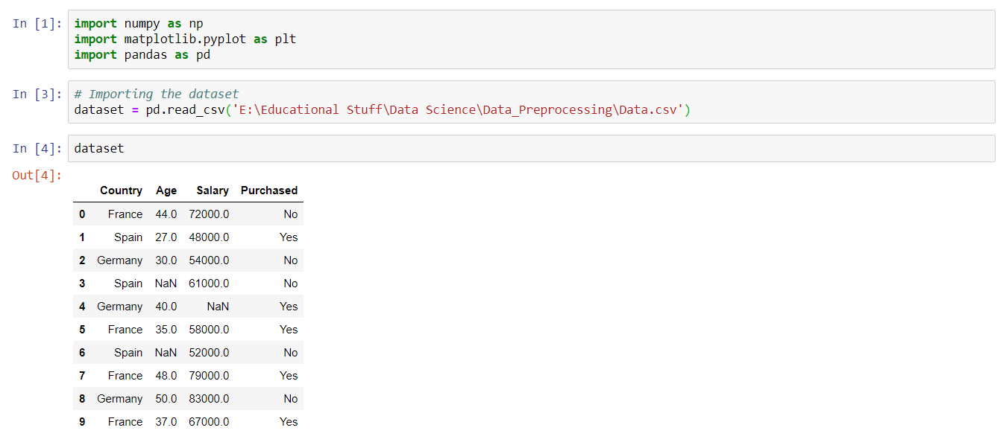 In [1]: import numpy as np
import matplotlib.pyplot as plt
import pandas as pd
In [3]: # Importing the dataset
dataset = pd.read_csv('E:\Educational Stuff\Data Science\Data_Preprocessing\Data.csv')
In [4]: dataset
Out[4]:
Country Age Salary Purchased
0 France 44.0 72000.0 No
1 Spain 27.0 48000.0 Yes
2 Germany 30.0 54000.0 No
3 Spain NaN 61000.0 No
4 Germany 40.0 NaN Yes
5 France 35.0 58000.0 Yes
6 Spain NaN 52000.0 No
7 France 48.0 79000.0 Yes
8 Germany 50.0 83000.0 No
9 France 37.0 67000.0 Yes